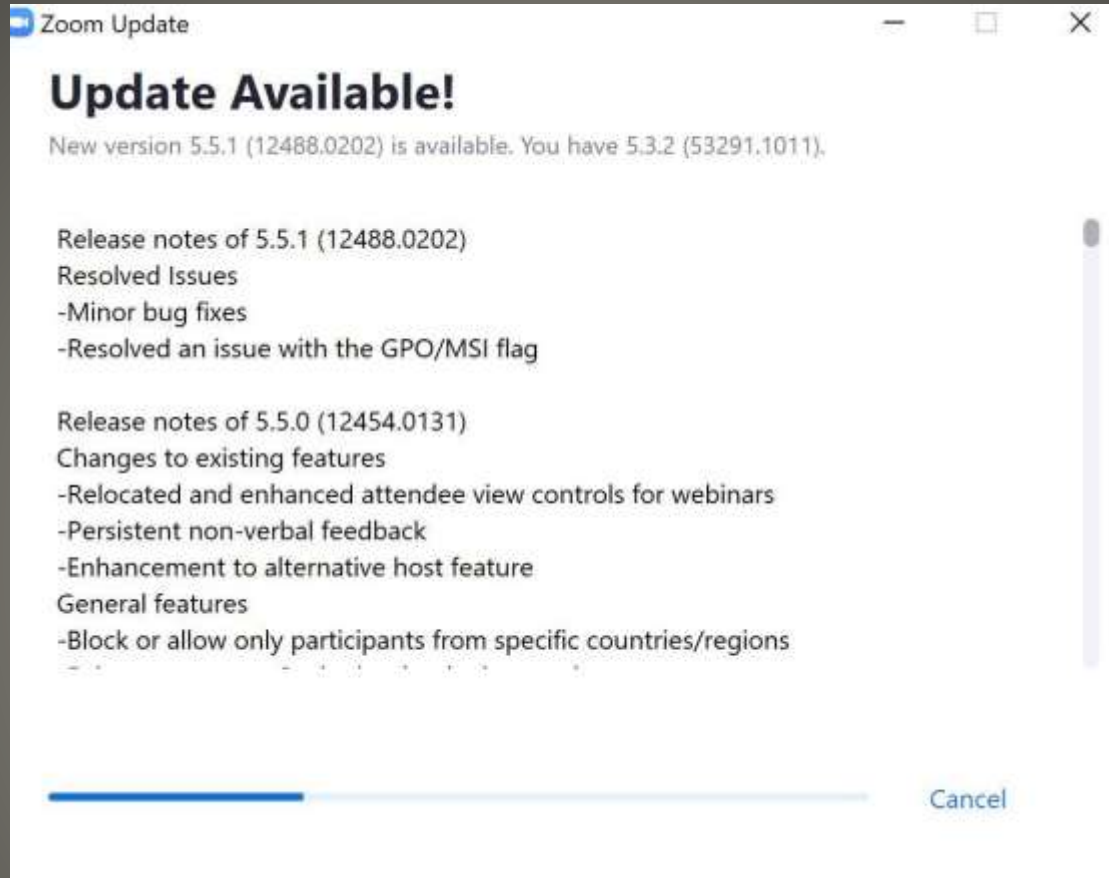 Zoom Update
Update Available!
New version 5.5.1 (12488.0202) is available. You have 5.3.2 (53291.1011).
Release notes of 5.5.1 (12488.0202)
Resolved Issues
-Minor bug fixes
-Resolved an issue with the GPO/MSI flag
Release notes of 5.5.0 (12454.0131)
Changes to existing features
-Relocated and enhanced attendee view controls for webinars
-Persistent non-verbal feedback
-Enhancement to alternative host feature
General features
-Block or allow only participants from specific countries/regions
Cancel